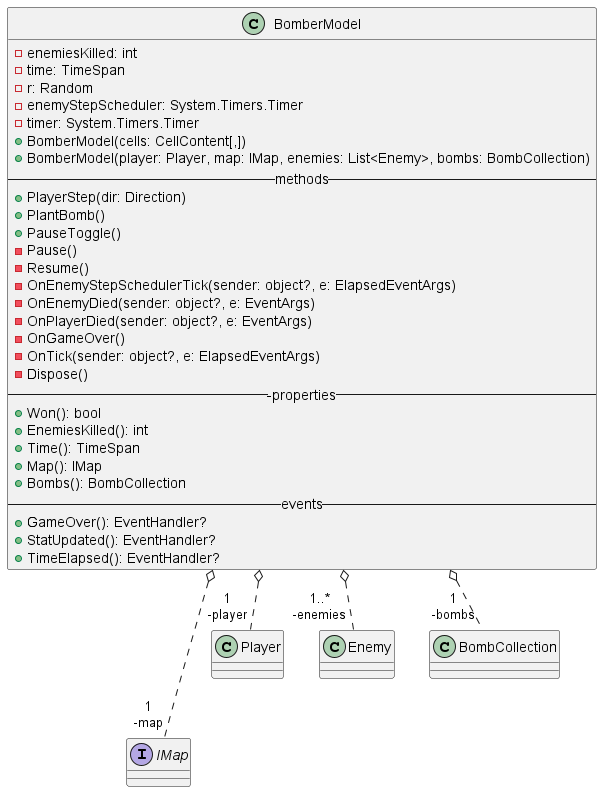 C BomberModel
enemiesKilled: int
time: TimeSpan
r: Random
enemyStepScheduler: System.Timers.Timer
timer: System.Timers.Timer
BomberModel(cells: CellContent[,])
BomberModel(player: Player, map: IMap, enemies: List<Enemy>, bombs: BombCollection)
methods
PlayerStep(dir: Direction)
PlantBomb()
PauseToggle()
Pause()
Resume()
OnEnemyStepSchedulerTick(sender: object?, e: ElapsedEventArgs)
OnEnemyDied(sender: object?, e: EventArgs)
OnPlayerDied(sender: object?, e: EventArgs)
OnGameOver()
OnTick(sender: object?, e: ElapsedEventArgs)
Dispose()
-properties
Won(): bool
EnemiesKilled(): int
Time(): TimeSpan
Map(): IMap
Bombs(): BombCollection
events
GameOver(): EventHandler?
StatUpdated(): EventHandler?
TimeElapsed(): EventHandler?
1
-player
1..*
-enemies
1
-bombs
C Player
C Enemy
C BombCollection
1
-map
I IMap